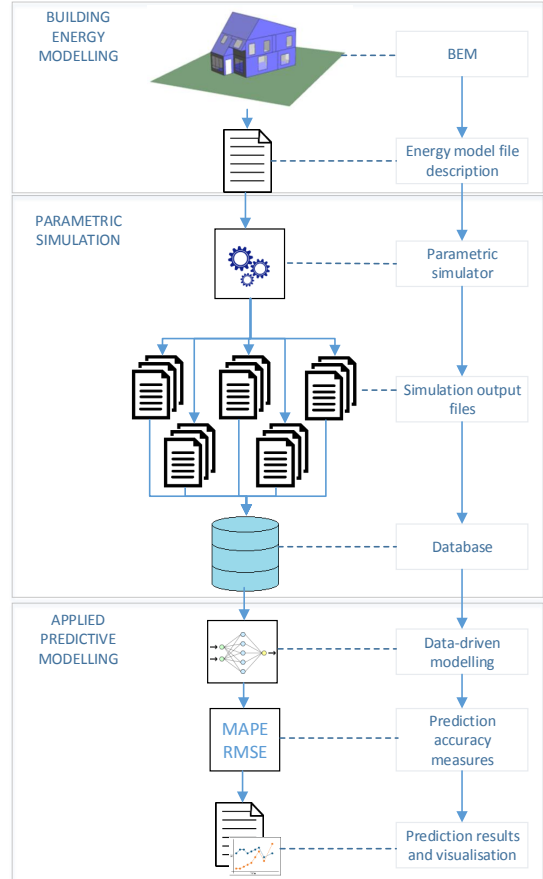 BUILDING
ENERGY
MODELLING
BEM
Energy model file
description
PARAMETRIC
SIMULATION
Parametric
simulator
Simulation output
files
Database
APPLIED
PREDICTIVE
MODELLING
Data-driven
modelling
MAPE
RMSE
Prediction
accuracy
measures
Prediction results
and visualisation